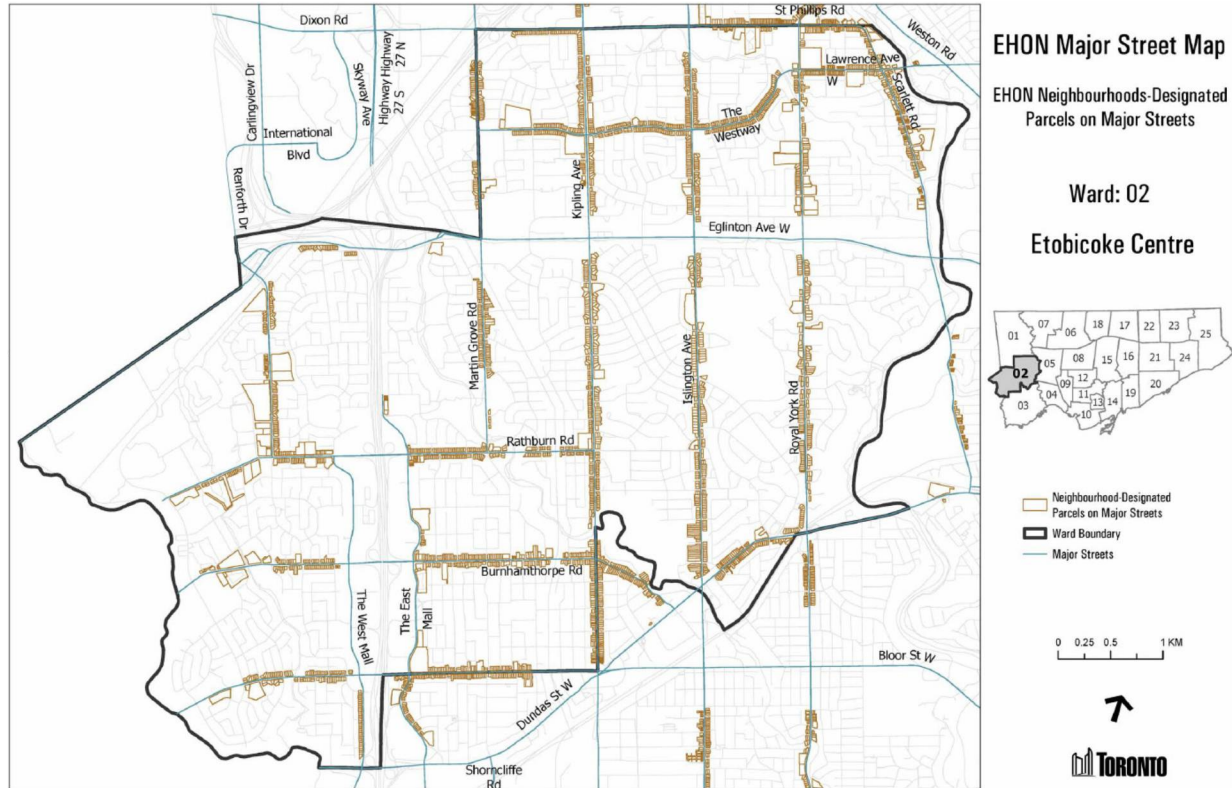 Dixon Rd
St Phillips Rd
Weston Rd
Carlingview Dr
Skyway Ave
Highway Highway
27 S 27 N
International
Blvd
Renforth Dr
Lawrence Ave
W
Scarlett Rd
The
Westway
Kipling Ave
Eglinton Ave W
Martin Grove Rd
Islington Ave
Royal York Rd
Rathburn Rd
Burnhamthorpe Rd
The West Mall
The East
Mall
Bloor St W
Dundas St W
Shorncliffe
Rd
EHON Major Street Map
EHON Neighbourhoods-Designated
Parcels on Major Streets
Ward: 02
Etobicoke Centre
01
07
06
18
17
22
23
25
02
05
08
15
16
21
24
03
04
09
12
11
10
13
14
19
20
Neighbourhood-Designated
Parcels on Major Streets
Ward Boundary
Major Streets
0 0.25 0.5 1 KM
TORONTO